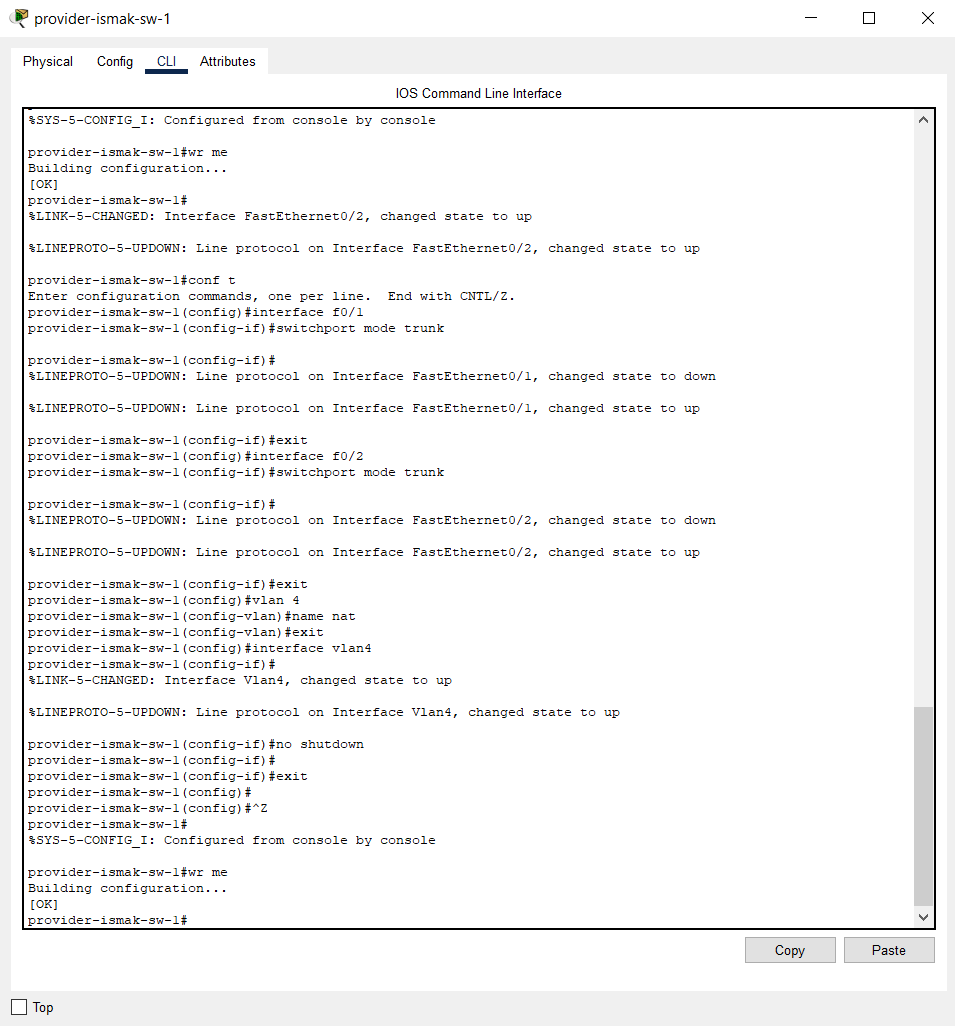 provider-ismak-sw-1
Physical Config CLI Attributes
IOS Command Line Interface
%SYS-5-CONFIG_I: Configured from console by console
provider-ismak-sw-1#wr me
Building configuration...
[OK]
provider-ismak-sw-1#
%LINK-5-CHANGED: Interface FastEthernet0/2, changed state to up
%LINEPROTO-5-UPDOWN: Line protocol on Interface FastEthernet0/2, changed state to up
provider-ismak-sw-1#conf t
Enter configuration commands, one per line.  End with CNTL/Z.
provider-ismak-sw-1(config)#interface f0/1
provider-ismak-sw-1(config-if)#switchport mode trunk
provider-ismak-sw-1(config-if)#
%LINEPROTO-5-UPDOWN: Line protocol on Interface FastEthernet0/1, changed state to down
%LINEPROTO-5-UPDOWN: Line protocol on Interface FastEthernet0/1, changed state to up
provider-ismak-sw-1(config-if)#exit
provider-ismak-sw-1(config)#interface f0/2
provider-ismak-sw-1(config-if)#switchport mode trunk
provider-ismak-sw-1(config-if)#
%LINEPROTO-5-UPDOWN: Line protocol on Interface FastEthernet0/2, changed state to down
%LINEPROTO-5-UPDOWN: Line protocol on Interface FastEthernet0/2, changed state to up
provider-ismak-sw-1(config-if)#exit
provider-ismak-sw-1(config)#vlan 4
provider-ismak-sw-1(config-vlan)#name nat
provider-ismak-sw-1(config-vlan)#exit
provider-ismak-sw-1(config)#interface vlan4
provider-ismak-sw-1(config-if)#
%LINK-5-CHANGED: Interface Vlan4, changed state to up
%LINEPROTO-5-UPDOWN: Line protocol on Interface Vlan4, changed state to up
provider-ismak-sw-1(config-if)#no shutdown
provider-ismak-sw-1(config-if)#
provider-ismak-sw-1(config-if)#exit
provider-ismak-sw-1(config)#
provider-ismak-sw-1(config)#^Z
provider-ismak-sw-1#
%SYS-5-CONFIG_I: Configured from console by console
provider-ismak-sw-1#wr me
Building configuration...
[OK]
provider-ismak-sw-1#
Copy Paste
Top